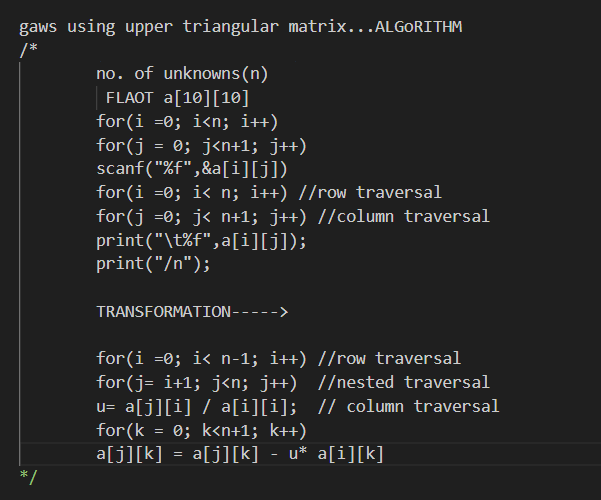 gaws using upper triangular matrix...ALGoRITHM
/*
no. of unknowns(n)
FLAOT a[10][10]
for(i =0; i<n; i++)
for(j = 0; j<n+1; j++)
scanf("%f",&a[i][j])
for(i =0; i< n; i++) //row traversal
for(j =0; j< n+1; j++) //column traversal
print("\t%f",a[i][j]);
print("/n");
TRANSFORMATION----->
for(i =0; i< n-1; i++) //row traversal
for(j= i+1; j<n; j++)  //nested traversal
u= a[j][i] / a[i][i];  // column traversal
for(k = 0; k<n+1; k++)
a[j][k] = a[j][k] - u* a[i][k]
*/